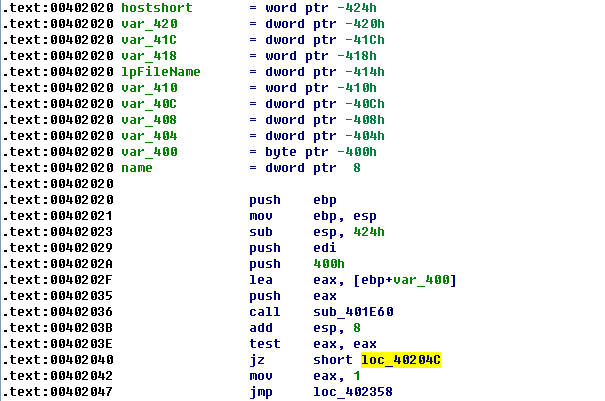 .text:00402020 hostshort = word ptr -424h
.text:00402020 var_420 = dword ptr -420h
.text:00402020 var_41C = dword ptr -41Ch
.text:00402020 var_418 = word ptr -418h
.text:00402020 lpFileName = dword ptr -414h
.text:00402020 var_410 = word ptr -410h
.text:00402020 var_40C = dword ptr -40Ch
.text:00402020 var_408 = dword ptr -408h
.text:00402020 var_404 = dword ptr -404h
.text:00402020 var_400 = byte ptr -400h
.text:00402020 name = dword ptr 8
.text:00402020
.text:00402020 push ebp
.text:00402021 mov ebp, esp
.text:00402023 sub esp, 424h
.text:00402029 push edi
.text:0040202A push 400h
.text:0040202F lea eax, [ebp+var_400]
.text:00402035 push eax
.text:00402036 call sub_401E60
.text:0040203B add esp, 8
.text:0040203E test eax, eax
.text:00402040 jz short loc_40204C
.text:00402042 mov eax, 1
.text:00402047 jmp loc_402358